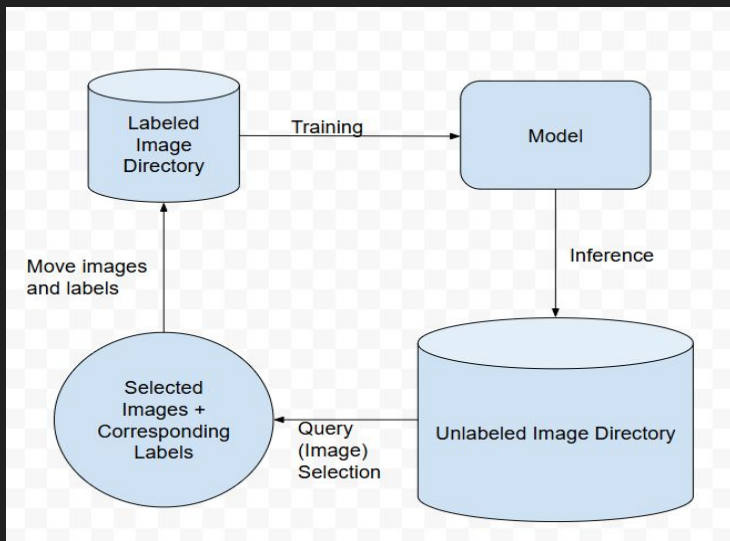 Labeled
Image
Directory
Training
Model
Move images
and labels
Inference
Selected
Images +
Corresponding
Labels
Query
(Image)
Selection
Unlabeled Image Directory